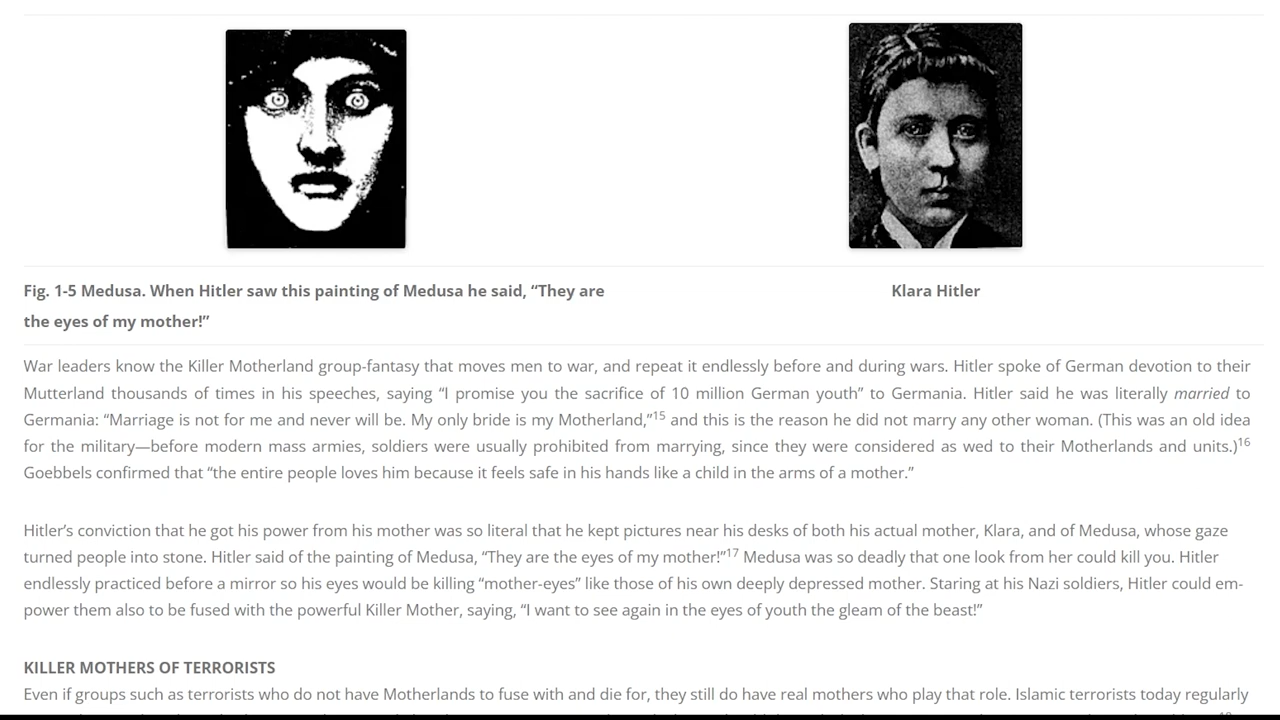 Fig. 1-5 Medusa. When Hitler saw this painting of Medusa he said, “They are
the eyes of my mother!”
Klara Hitler
War leaders know the Killer Motherland group-fantasy that moves men to war, and repeat it endlessly before and during wars. Hitler spoke of German devotion to their
Mutterland thousands of times in his speeches, saying “I promise you the sacrifice of 10 million German youth” to Germania. Hitler said he was literally married to
Germania: “Marriage is not for me and never will be. My only bride is my Motherland,”15 and this is the reason he did not marry any other woman. (This was an old idea
for the military—before modern mass armies, soldiers were usually prohibited from marrying, since they were considered as wed to their Motherlands and units.)16
Goebbels confirmed that “the entire people loves him because it feels safe in his hands like a child in the arms of a mother.”
Hitler’s conviction that he got his power from his mother was so literal that he kept pictures near his desks of both his actual mother, Klara, and of Medusa, whose gaze
turned people into stone. Hitler said of the painting of Medusa, “They are the eyes of my mother!”17 Medusa was so deadly that one look from her could kill you. Hitler
endlessly practiced before a mirror so his eyes would be killing “mother-eyes” like those of his own deeply depressed mother. Staring at his Nazi soldiers, Hitler could em-
power them also to be fused with the powerful Killer Mother, saying, “I want to see again in the eyes of youth the gleam of the beast!”
KILLER MOTHERS OF TERRORISTS
Even if groups such as terrorists who do not have Motherlands to fuse with and die for, they still do have real mothers who play that role. Islamic terrorists today regularly